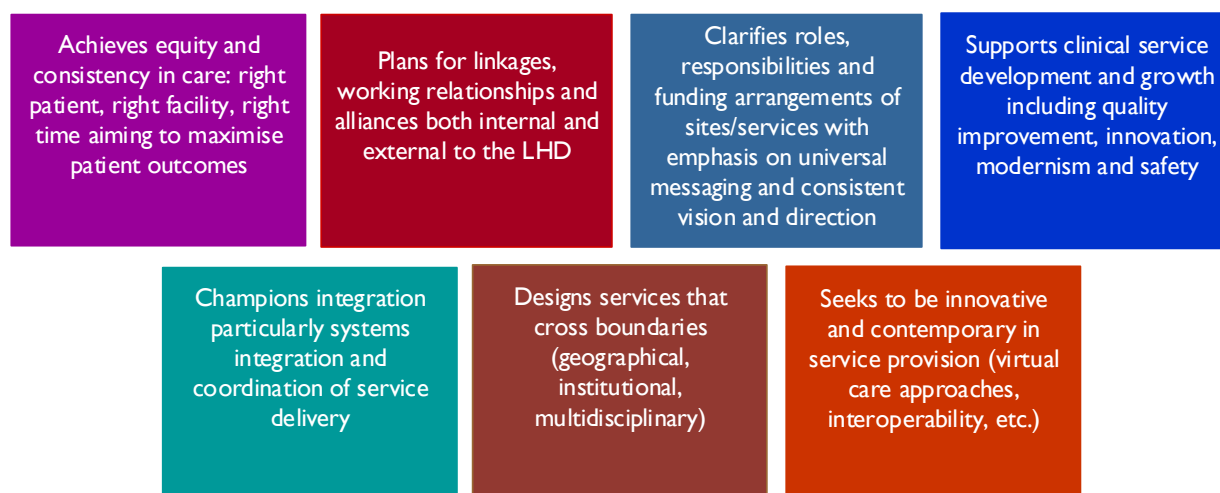 Achieves equity and
consistency in care: right
patient, right facility, right
time aiming to maximise
patient outcomes
Plans for linkages,
working relationships and
alliances both internal and
external to the LHD
Clarifies roles,
responsibilities and
funding arrangements of
sites/services with
emphasis on universal
messaging and consistent
vision and direction
Supports clinical service
development and growth
including quality
improvement, innovation,
modernism and safety
Champions integration
particularly systems
integration and
coordination of service
delivery
Designs services that
cross boundaries
(geographical,
institutional,
multidisciplinary)
Seeks to be innovative
and contemporary in
service provision (virtual
care approaches,
interoperability, etc.)